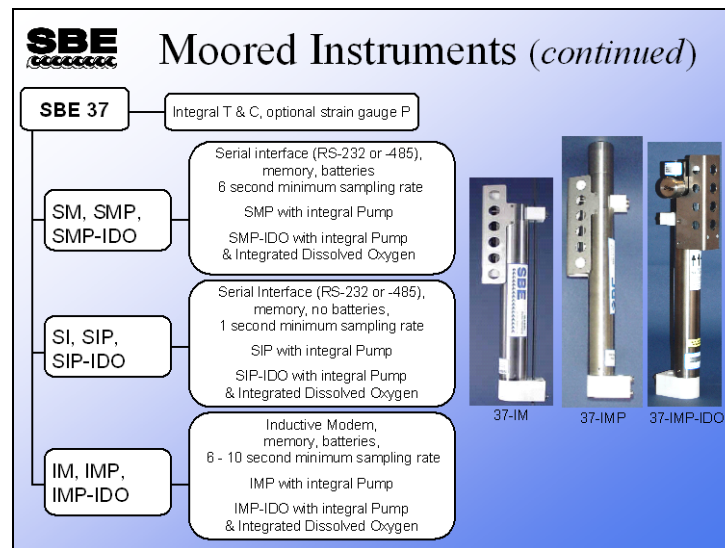 SBE
Moored Instruments (continued)
SBE 37
Integral T & C, optional strain gauge P
SM, SMP,
SMP-IDO
Serial interface (RS-232 or -485),
memory, batteries
6 second minimum sampling rate
SMP with integral Pump
SMP-IDO with integral Pump
& Integrated Dissolved Oxygen
SI, SIP,
SIP-IDO
Serial Interface (RS-232 or -485),
memory, no batteries,
1 second minimum sampling rate
SIP with integral Pump
SIP-IDO with integral Pump
& Integrated Dissolved Oxygen
IM, IMP,
IMP-IDO
Inductive Modem,
memory, batteries,
6 - 10 second minimum sampling rate
IMP with integral Pump
IMP-IDO with integral Pump
& Integrated Dissolved Oxygen
SBE
37-IM
37-IMP
37-IMP-IDO